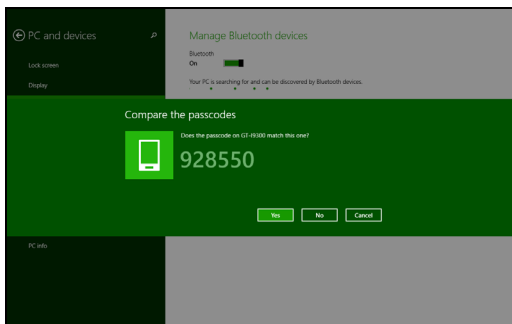 PC and devices
Lock screen
Display
Manage Bluetooth devices
Bluetooth
On
Your PC is searching for and can be discovered by Bluetooth devices.
Compare the passcodes
Does the passcode on GT-I9300 match this one?
928550
Yes No Cancel
PC info